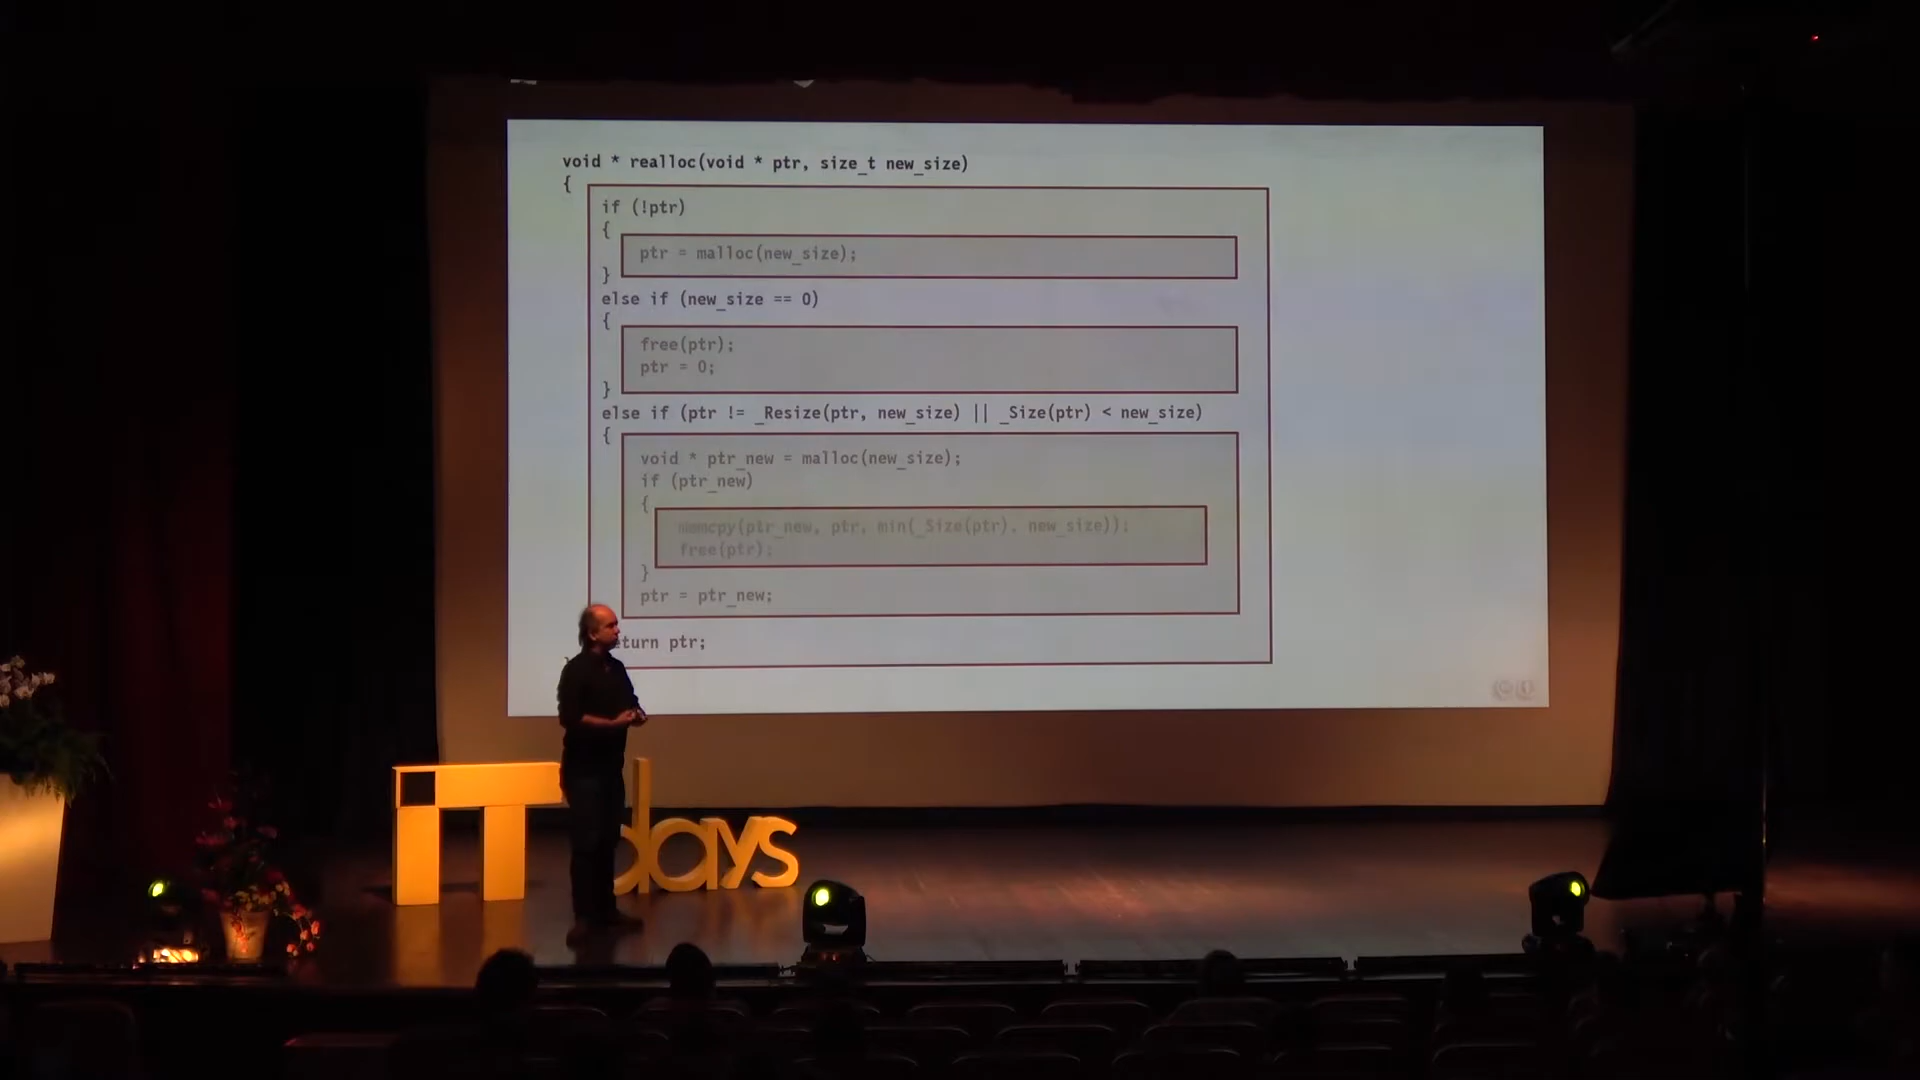 void * realloc(void * ptr, size_t new_size)
{
if (!ptr)
{
ptr = malloc(new_size);
}
else if (new_size == 0)
{
free(ptr);
ptr = 0;
}
else if (ptr != _Resize(ptr, new_size) || _Size(ptr) < new_size)
{
void * ptr_new = malloc(new_size);
if (ptr_new)
{
memcpy(ptr_new, ptr, min(_Size(ptr), new_size));
free(ptr);
}
ptr = ptr_new;
eturn ptr;
IT days